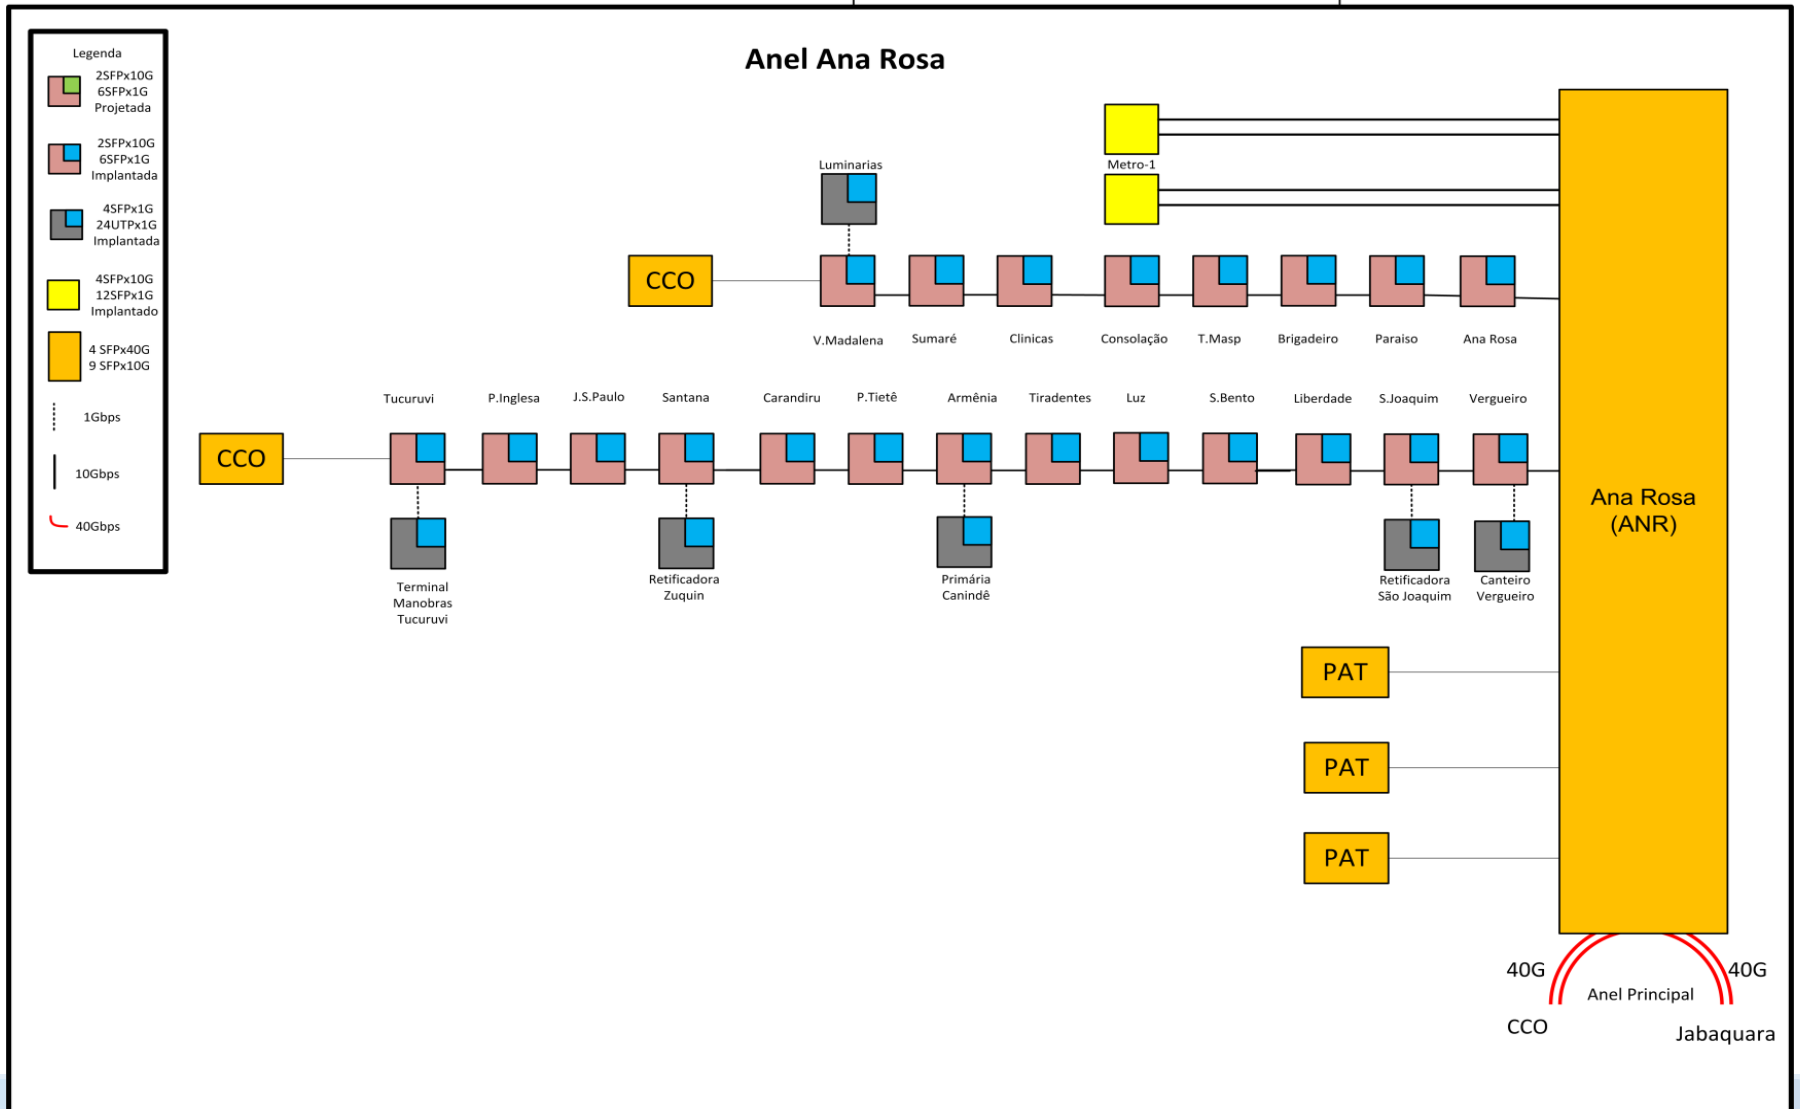 Anel Ana Rosa
Legenda
2SFPx10G
6SFPx1G
Projetada
2SFPx10G
6SFPx1G
Implantada
4SFPx1G
24UTPx1G
Implantada
4SFPx10G
12SFPx1G
Implantado
4 SFPx40G
9 SFPx10G
1Gbps
10Gbps
40Gbps
Luminarias
Metro-1
CCO
V.Madalena
Sumaré
Clinicas
Consolação
T.Masp
Brigadeiro
Paraiso
Ana Rosa
Tucuruvi
P.Inglesa
J.S.Paulo
Santana
Carandiru
P.Tietê
Armênia
Tiradentes
Luz
S.Bento
Liberdade
S.Joaquim
Vergueiro
CCO
Terminal
Manobras
Tucuruvi
Retificadora
Zuquin
Primária
Canindê
Retificadora
São Joaquim
Canteiro
Vergueiro
Ana Rosa
(ANR)
PAT
PAT
PAT
40G
40G
Anel Principal
CCO
Jabaquara